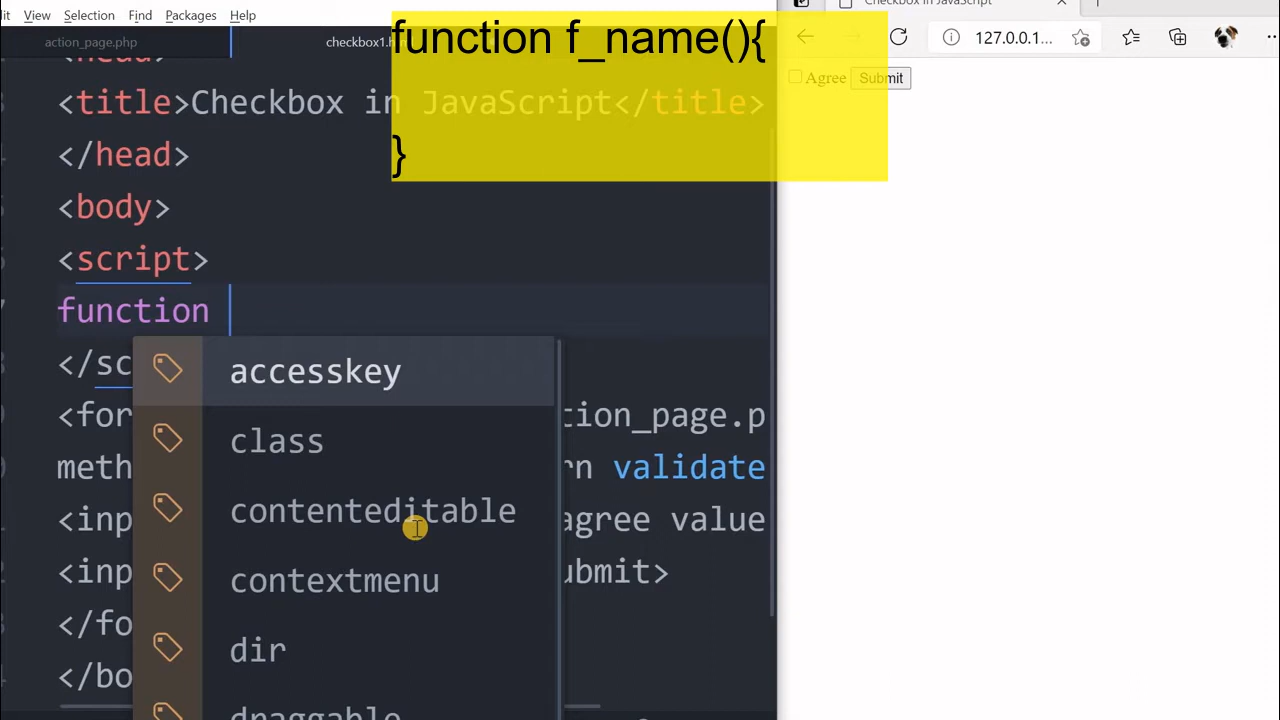 View Selection Find Packages Help
action_page.php
checkbox1.h
Checkbox in JavaScript
127.0.0.1...
Agree Submit
function f_name(){
}
<title>Checkbox in JavaScript</title>
</head>
<body>
<script>
function
</sc
<for tion_page.p
meth rn validate
<inp agree value
<inp ubmit>
</fo
</bo
accesskey
class
contenteditable
contextmenu
dir
draggable